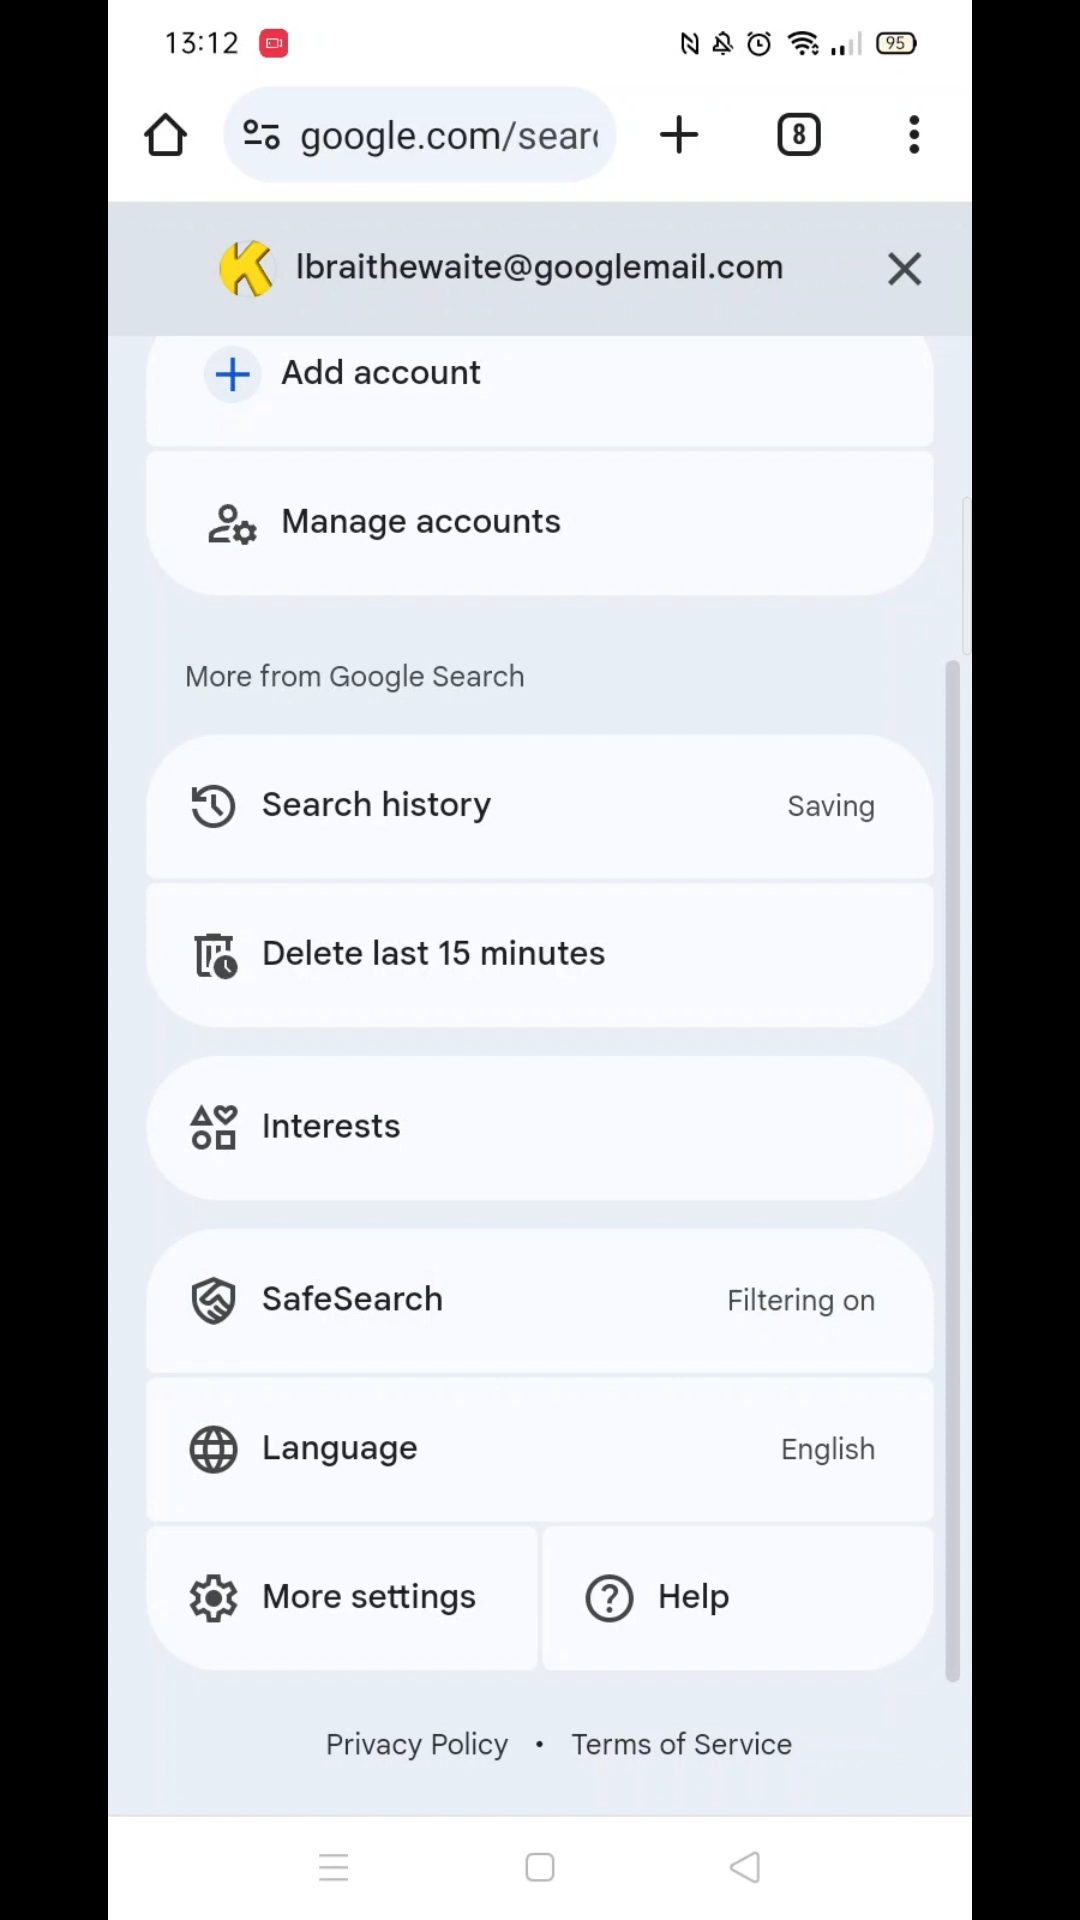 13:12
95
google.com/sear
8
lbraithewaite@googlemail.com
Add account
Manage accounts
More from Google Search
Search history
Saving
Delete last 15 minutes
Interests
SafeSearch
Filtering on
Language
English
More settings
Help
Privacy Policy • Terms of Service